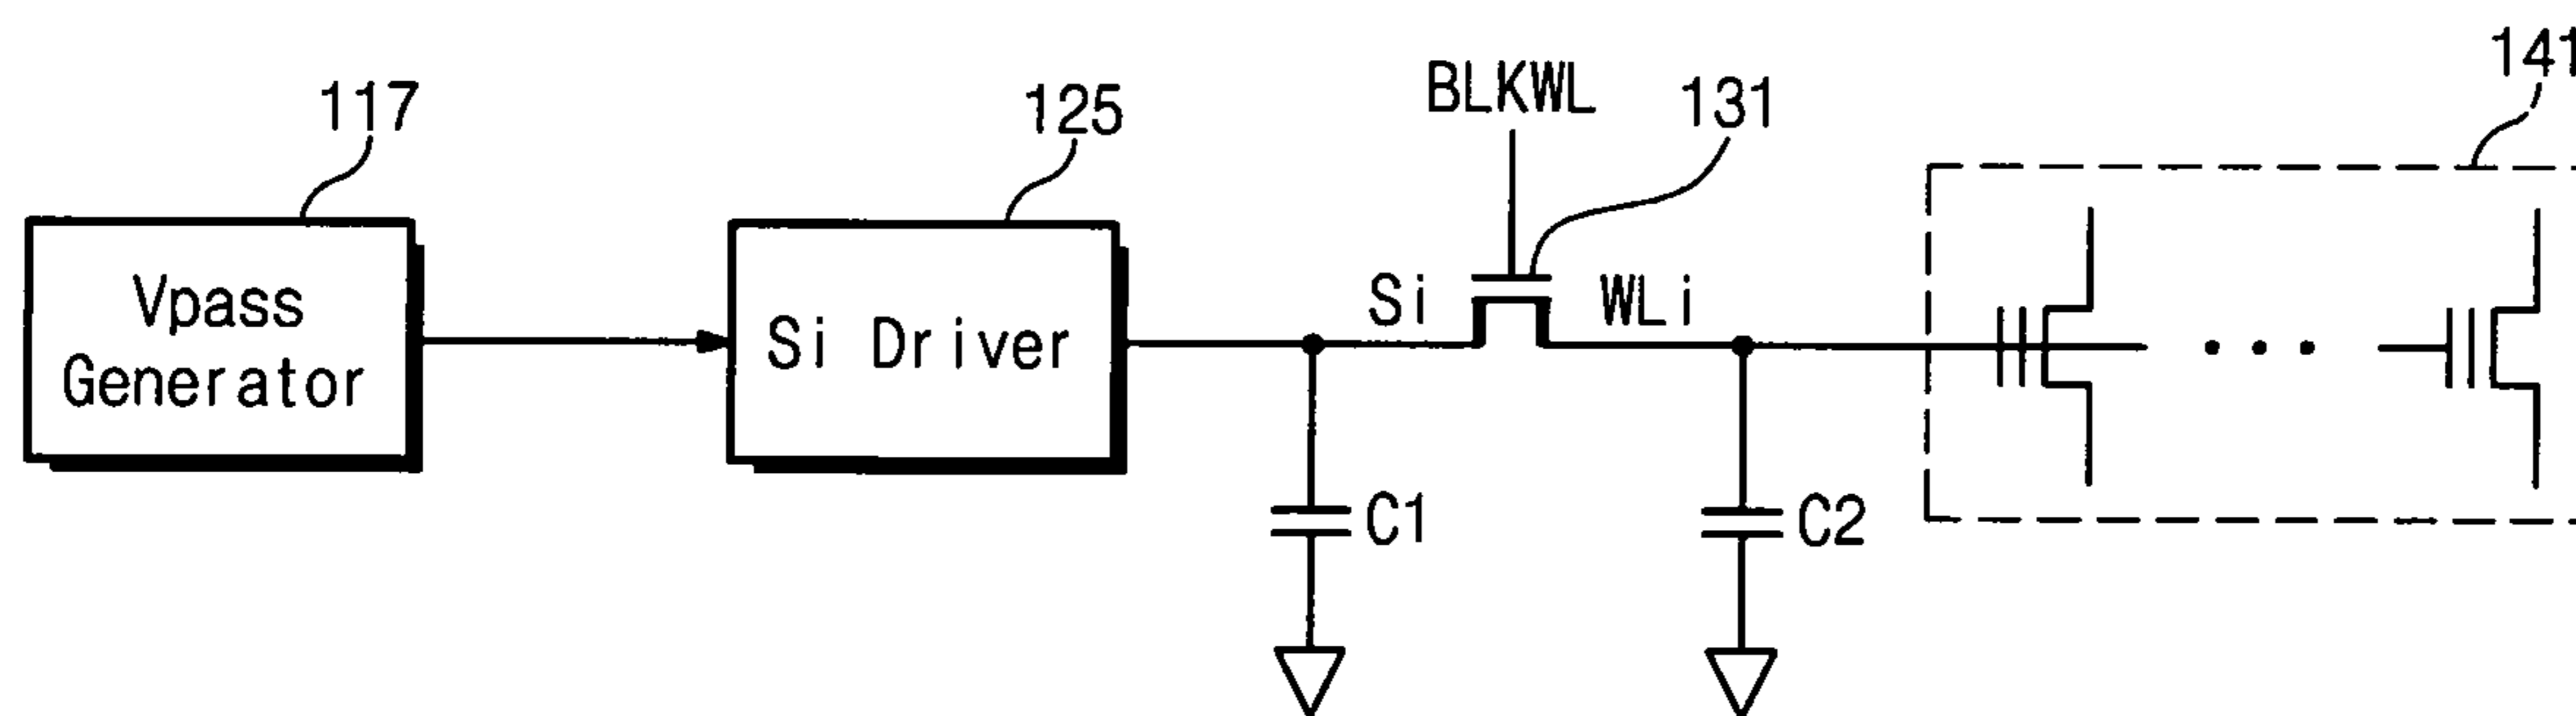 117
125
BLKWL
131
141
Vpass
Generator
Si Driver
Si
WLi
C1
C2